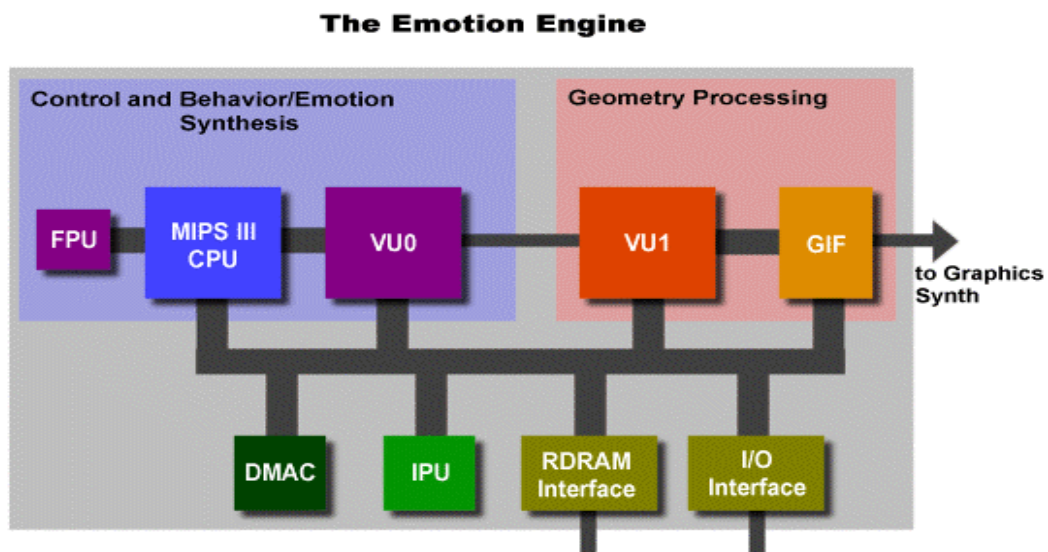 The Emotion Engine
Control and Behavior/Emotion
Synthesis
Geometry Processing
FPU
MIPS III
CPU
VU0
VU1
GIF
to Graphics
Synth
DMAC
IPU
RDRAM
Interface
I/O
Interface